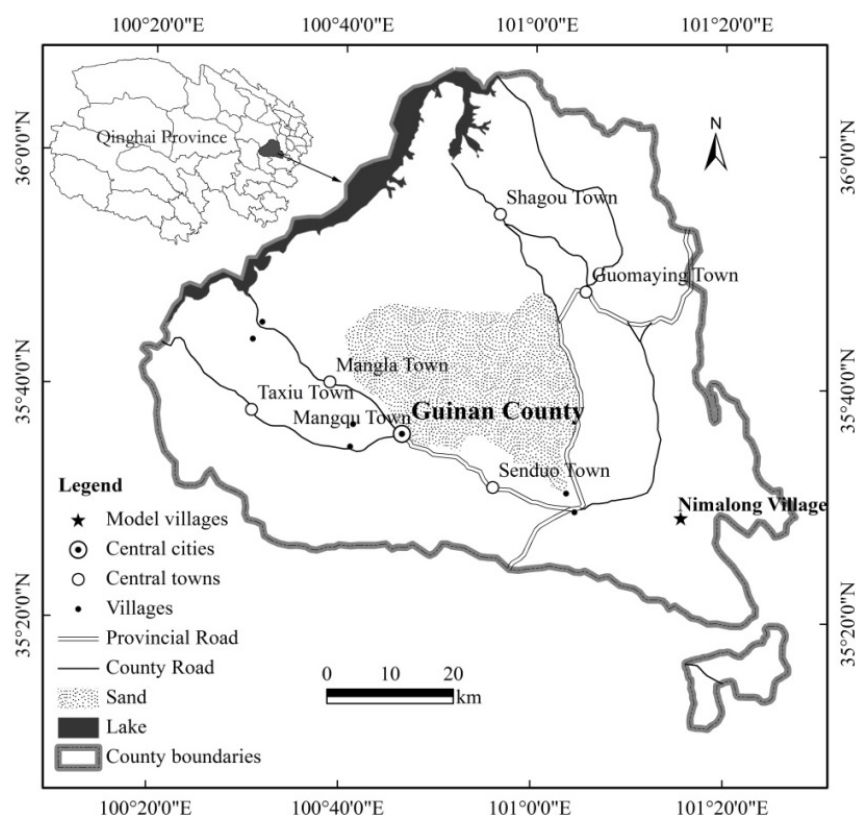 100°20'0"E 100°40'0"E 101°0'0"E 101°20'0"E
N
Qinghai Province
36°0'0"N 36°0'0"N
Shagou Town
Guomaying Town
Mangla Town
35°40'0"N 35°40'0"N
Taxiu Town
Mangqu Town
Guinan County
Senduo Town
Nimalong Village
Legend
Model villages
Central cities
Central towns
Villages
Provincial Road
County Road
Sand
Lake
County boundaries
35°20'0"N 35°20'0"N
0 10 20
km
100°20'0"E 100°40'0"E 101°0'0"E 101°20'0"E